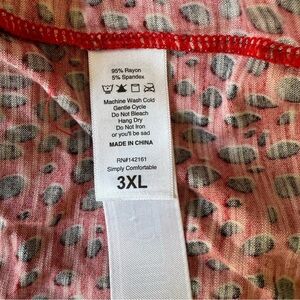 95% Rayon
5% Spandex
Machine Wash Cold
Gentle Cycle
Do Not Bleach
Hang Dry
Do Not Iron
or you'll be sad
MADE IN CHINA
RN#142161
Simply Comfortable
3XL